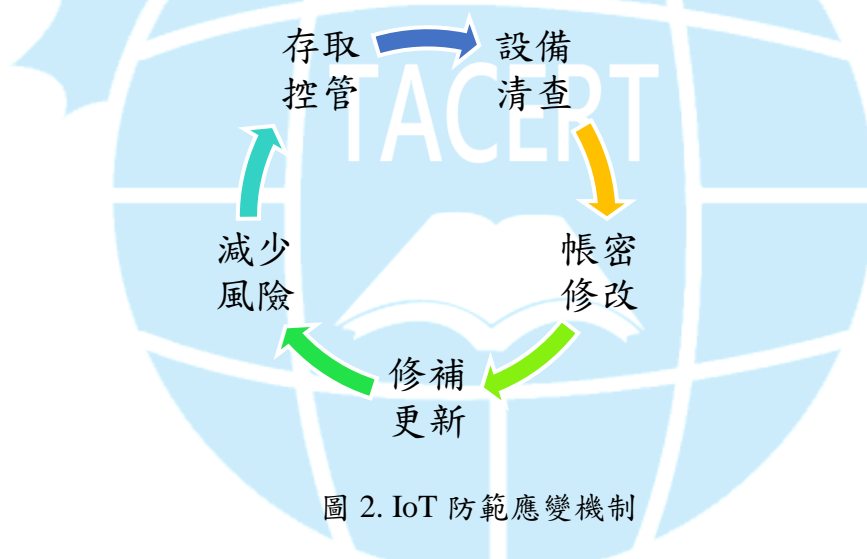 存取
控管
設備
清查
TACERT
減少
風險
帳密
修改
修補
更新
圖 2. IoT 防範應變機制